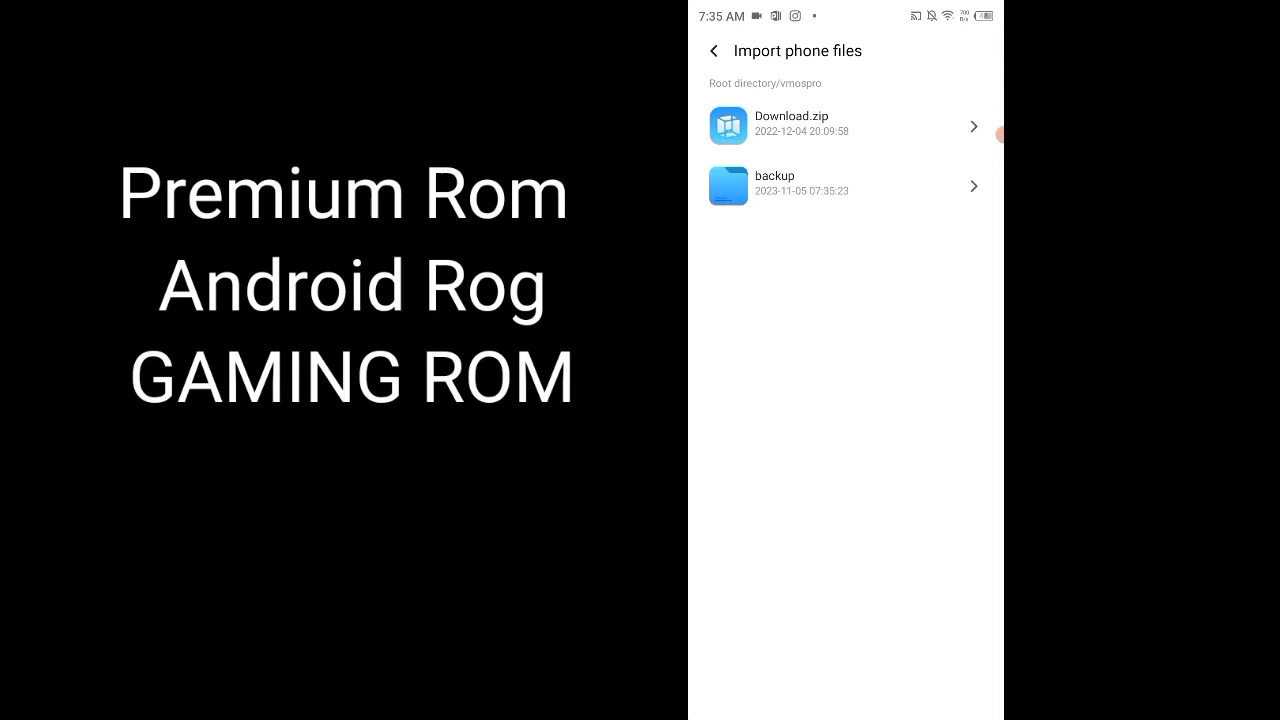 Premium Rom
Android Rog
GAMING ROM
7:35 AM
Import phone files
Root directory/vmospro
Download.zip
2022-12-04 20:09:58
backup
2023-11-05 07:35:23